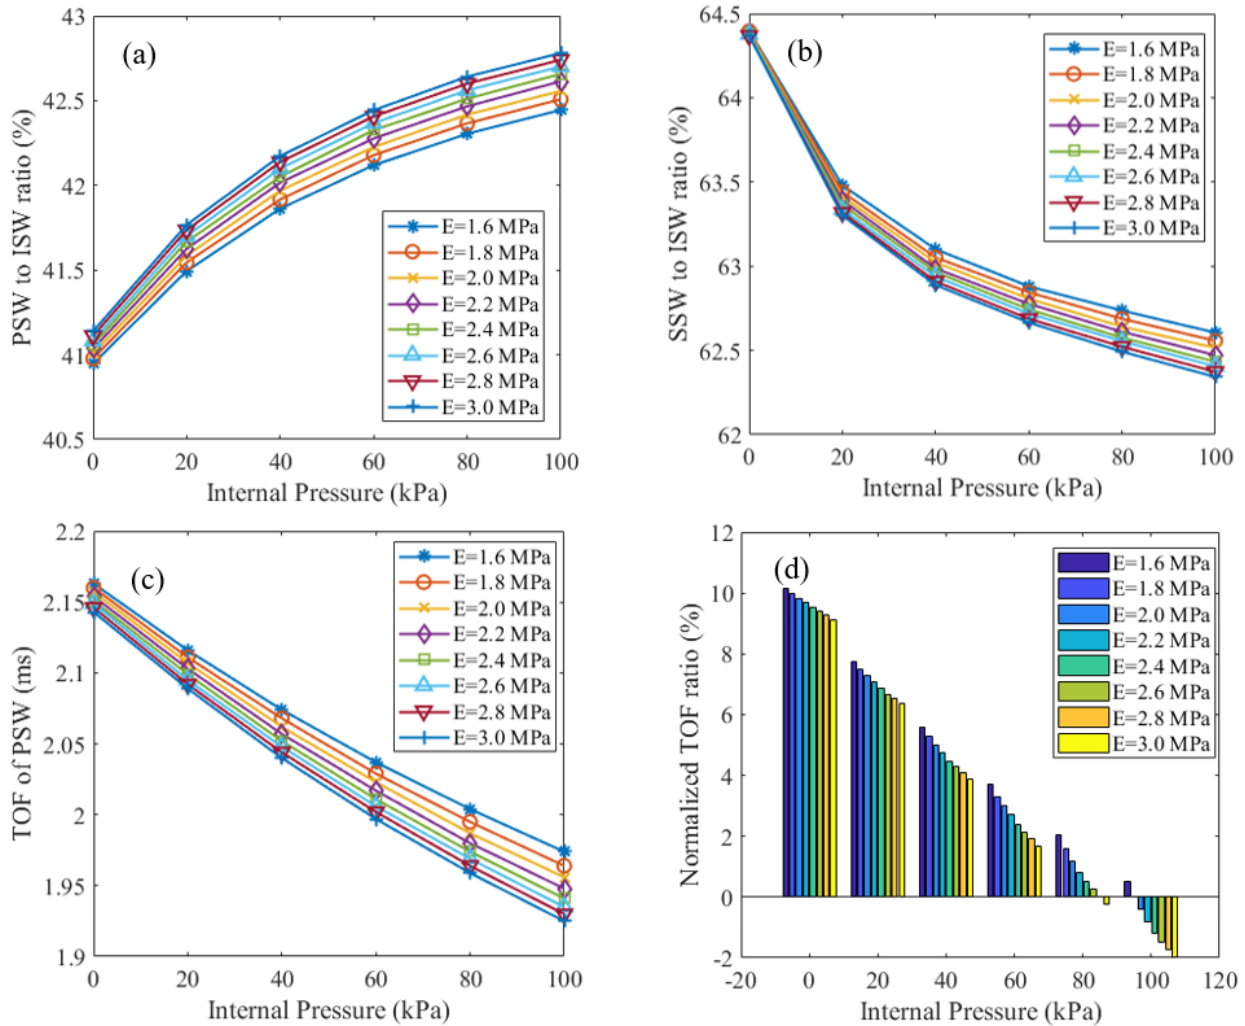 (a)
PSW to ISW ratio (%)
43
42.5
42
41.5
41
40.5
0 20 40 60 80 100
Internal Pressure (kPa)
E=1.6 MPa
E=1.8 MPa
E=2.0 MPa
E=2.2 MPa
E=2.4 MPa
E=2.6 MPa
E=2.8 MPa
E=3.0 MPa
(b)
SSW to ISW ratio (%)
64.5
64
63.5
63
62.5
62
0 20 40 60 80 100
Internal Pressure (kPa)
E=1.6 MPa
E=1.8 MPa
E=2.0 MPa
E=2.2 MPa
E=2.4 MPa
E=2.6 MPa
E=2.8 MPa
E=3.0 MPa
(c)
TOF of PSW (ms)
2.2
2.15
2.1
2.05
2
1.95
1.9
0 20 40 60 80 100
Internal Pressure (kPa)
E=1.6 MPa
E=1.8 MPa
E=2.0 MPa
E=2.2 MPa
E=2.4 MPa
E=2.6 MPa
E=2.8 MPa
E=3.0 MPa
(d)
Normalized TOF ratio (%)
12
10
8
6
4
2
0
-2
-20 0 20 40 60 80 100 120
Internal Pressure (kPa)
E=1.6 MPa
E=1.8 MPa
E=2.0 MPa
E=2.2 MPa
E=2.4 MPa
E=2.6 MPa
E=2.8 MPa
E=3.0 MPa